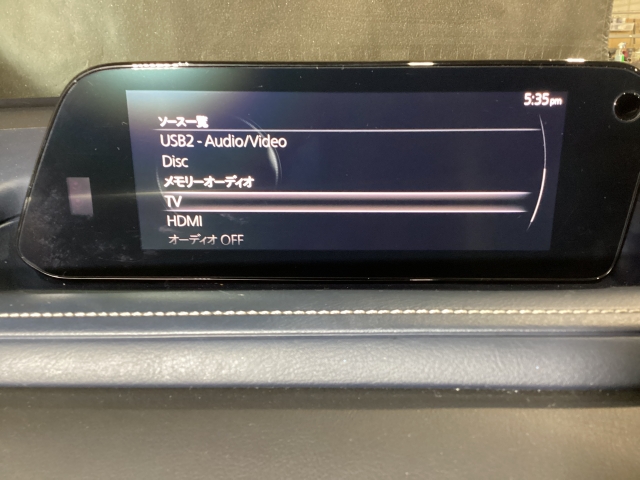 5:35pm
ソース一覧
USB2 - Audio/Video
Disc
メモリーオーディオ
TV
HDMI
オーディオ OFF